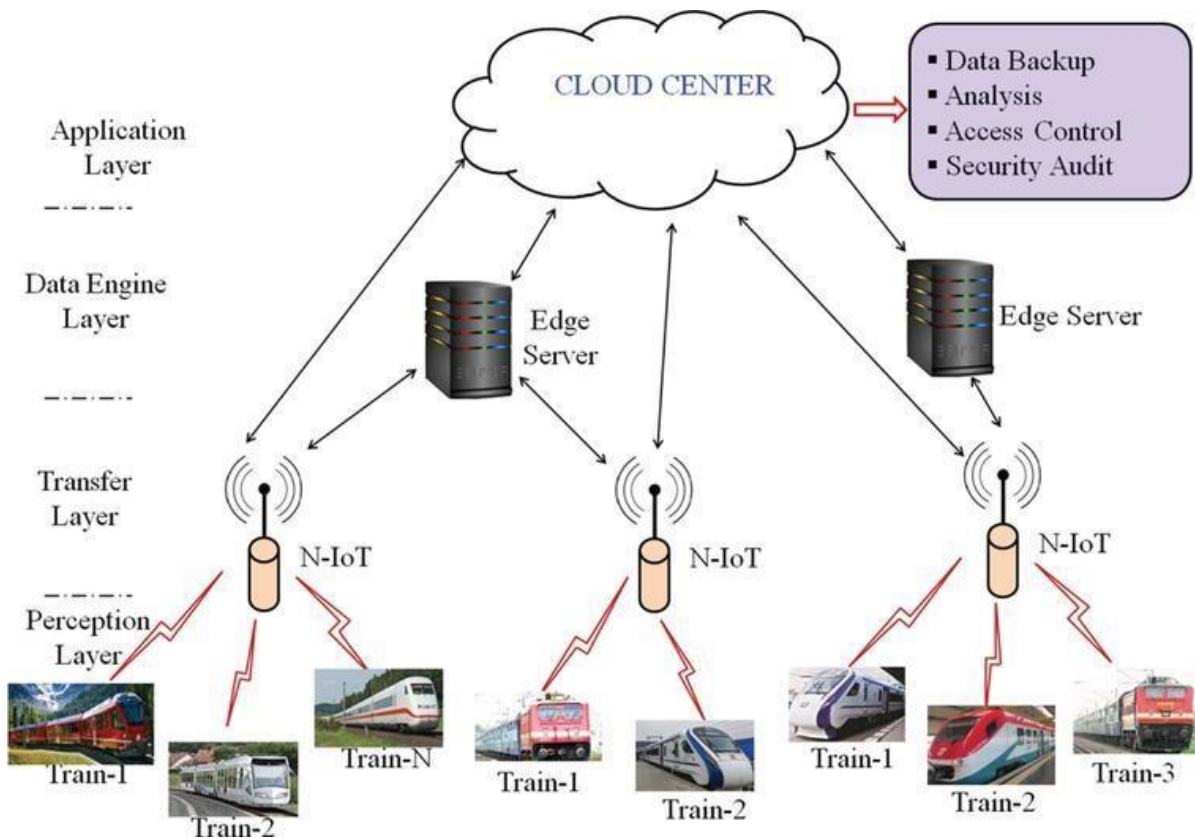 CLOUD CENTER
▪ Data Backup
▪ Analysis
▪ Access Control
▪ Security Audit
Application
Layer
Data Engine
Layer
Edge
Server
Edge Server
Transfer
Layer
N-IoT
N-IoT
N-IoT
Perception
Layer
Train-1
Train-2
Train-N
Train-1
Train-2
Train-1
Train-2
Train-3